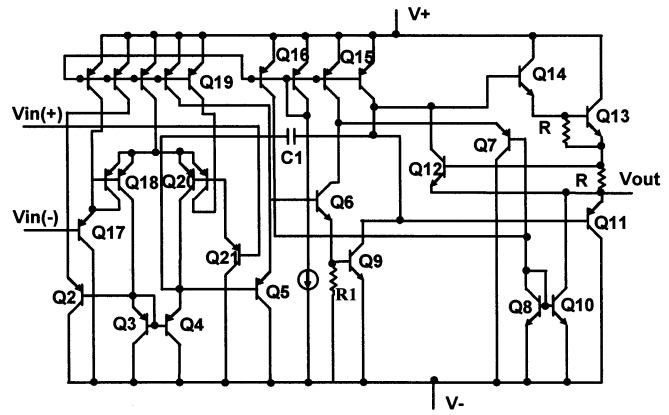 V+
Q16
Q15
Q19
Q14
Q13
Vin(+)
C1
Q7
R
Q12
Q18
Q20
Q6
R
Vout
Vin(-)
Q17
Q11
Q21
Q9
Q2
Q3
Q4
Q5
R1
Q8
Q10
V-